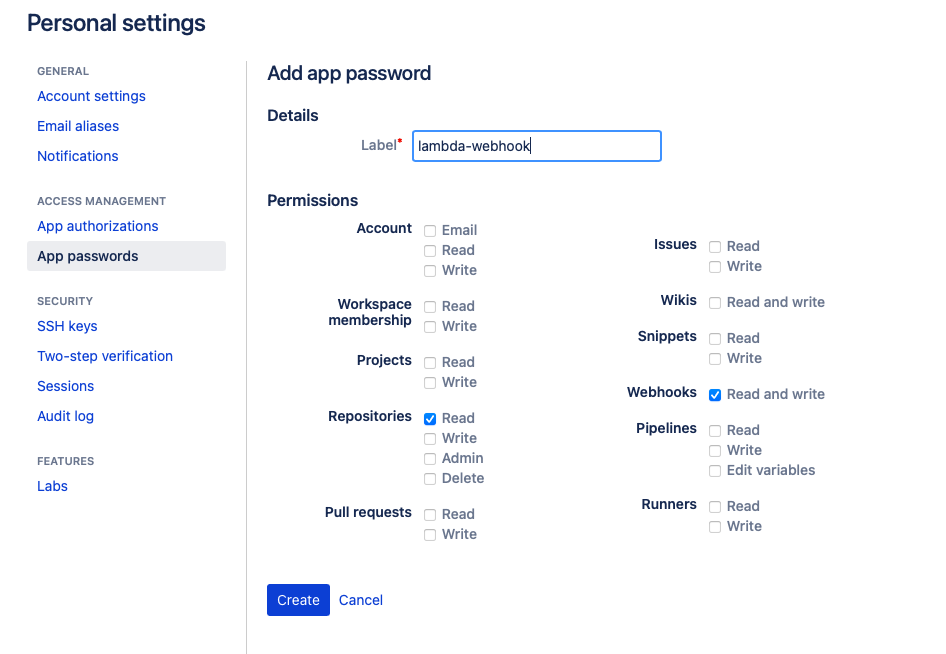 Personal settings
GENERAL
Account settings
Email aliases
Notifications
ACCESS MANAGEMENT
App authorizations
App passwords
SECURITY
SSH keys
Two-step verification
Sessions
Audit log
FEATURES
Labs
Add app password
Details
Label*
lambda-webhook
Permissions
Account
Email
Read
Write
Workspace
membership
Read
Write
Projects
Read
Write
Repositories
Read
Write
Admin
Delete
Pull requests
Read
Write
Issues
Read
Write
Wikis
Read and write
Snippets
Read
Write
Webhooks
Read and write
Pipelines
Read
Write
Edit variables
Runners
Read
Write
Create
Cancel